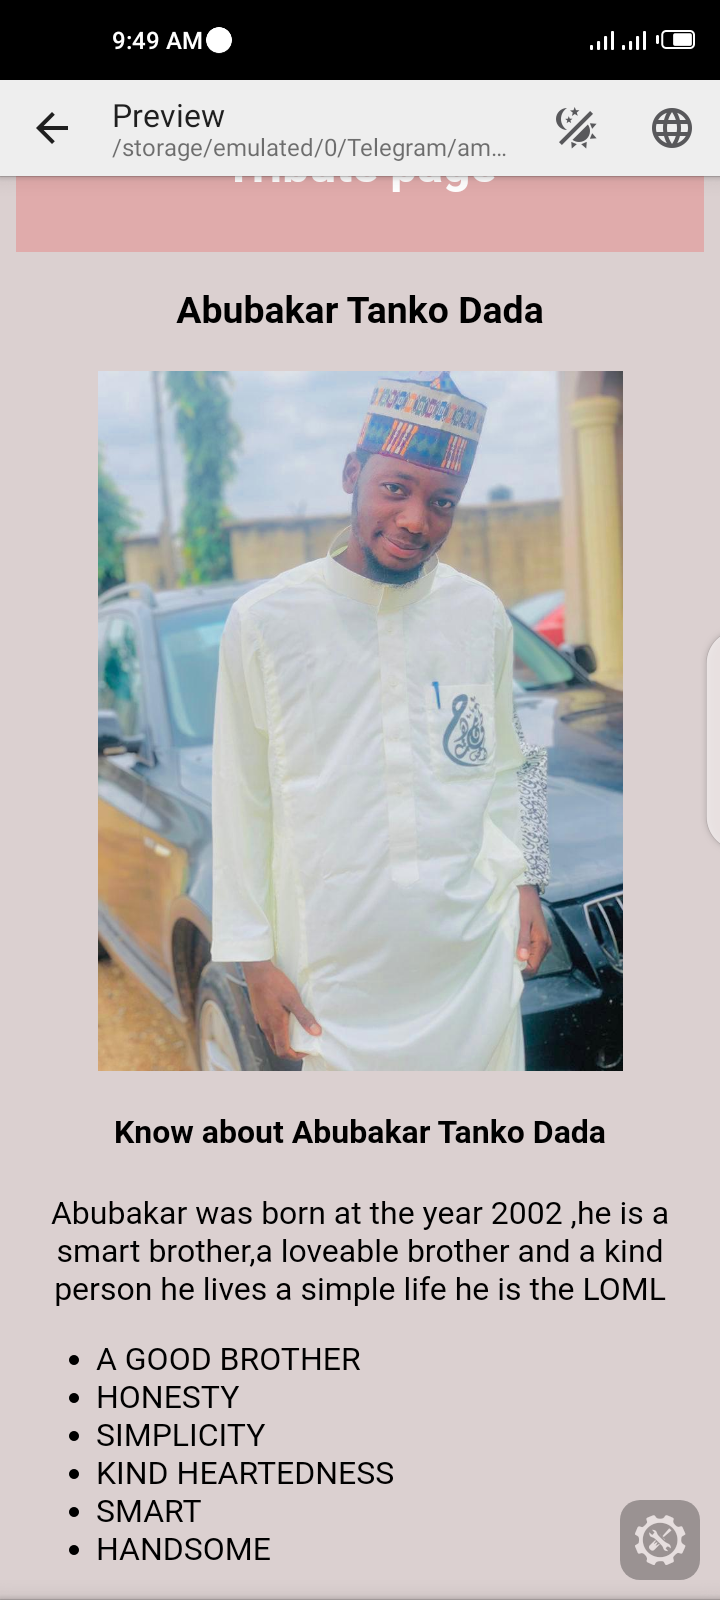 9:49 AM
Preview
/storage/emulated/0/Telegram/am...
Tribute page
Abubakar Tanko Dada
Know about Abubakar Tanko Dada
Abubakar was born at the year 2002 ,he is a
smart brother,a loveable brother and a kind
person he lives a simple life he is the LOML
• A GOOD BROTHER
• HONESTY
• SIMPLICITY
• KIND HEARTEDNESS
• SMART
• HANDSOME